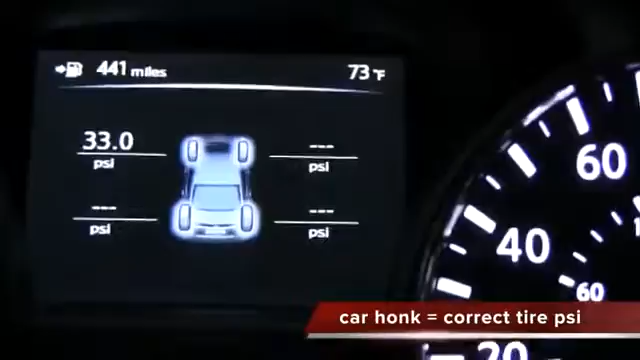 441 miles
73 °F
33.0
psi
---
psi
---
psi
---
psi
60
40
60
20
car honk = correct tire psi